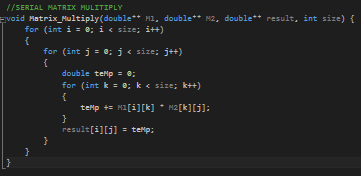 //SERIAL MATRIX MULTIPLY
void Matrix_Multiply(double** M1, double** M2, double** result, int size) {
    for (int i = 0; i < size; i++)
    {
        for (int j = 0; j < size; j++)
        {
            double teMp = 0;
            for (int k = 0; k < size; k++)
            {
                teMp += M1[i][k] * M2[k][j];
            }
            result[i][j] = teMp;
        }
    }
}